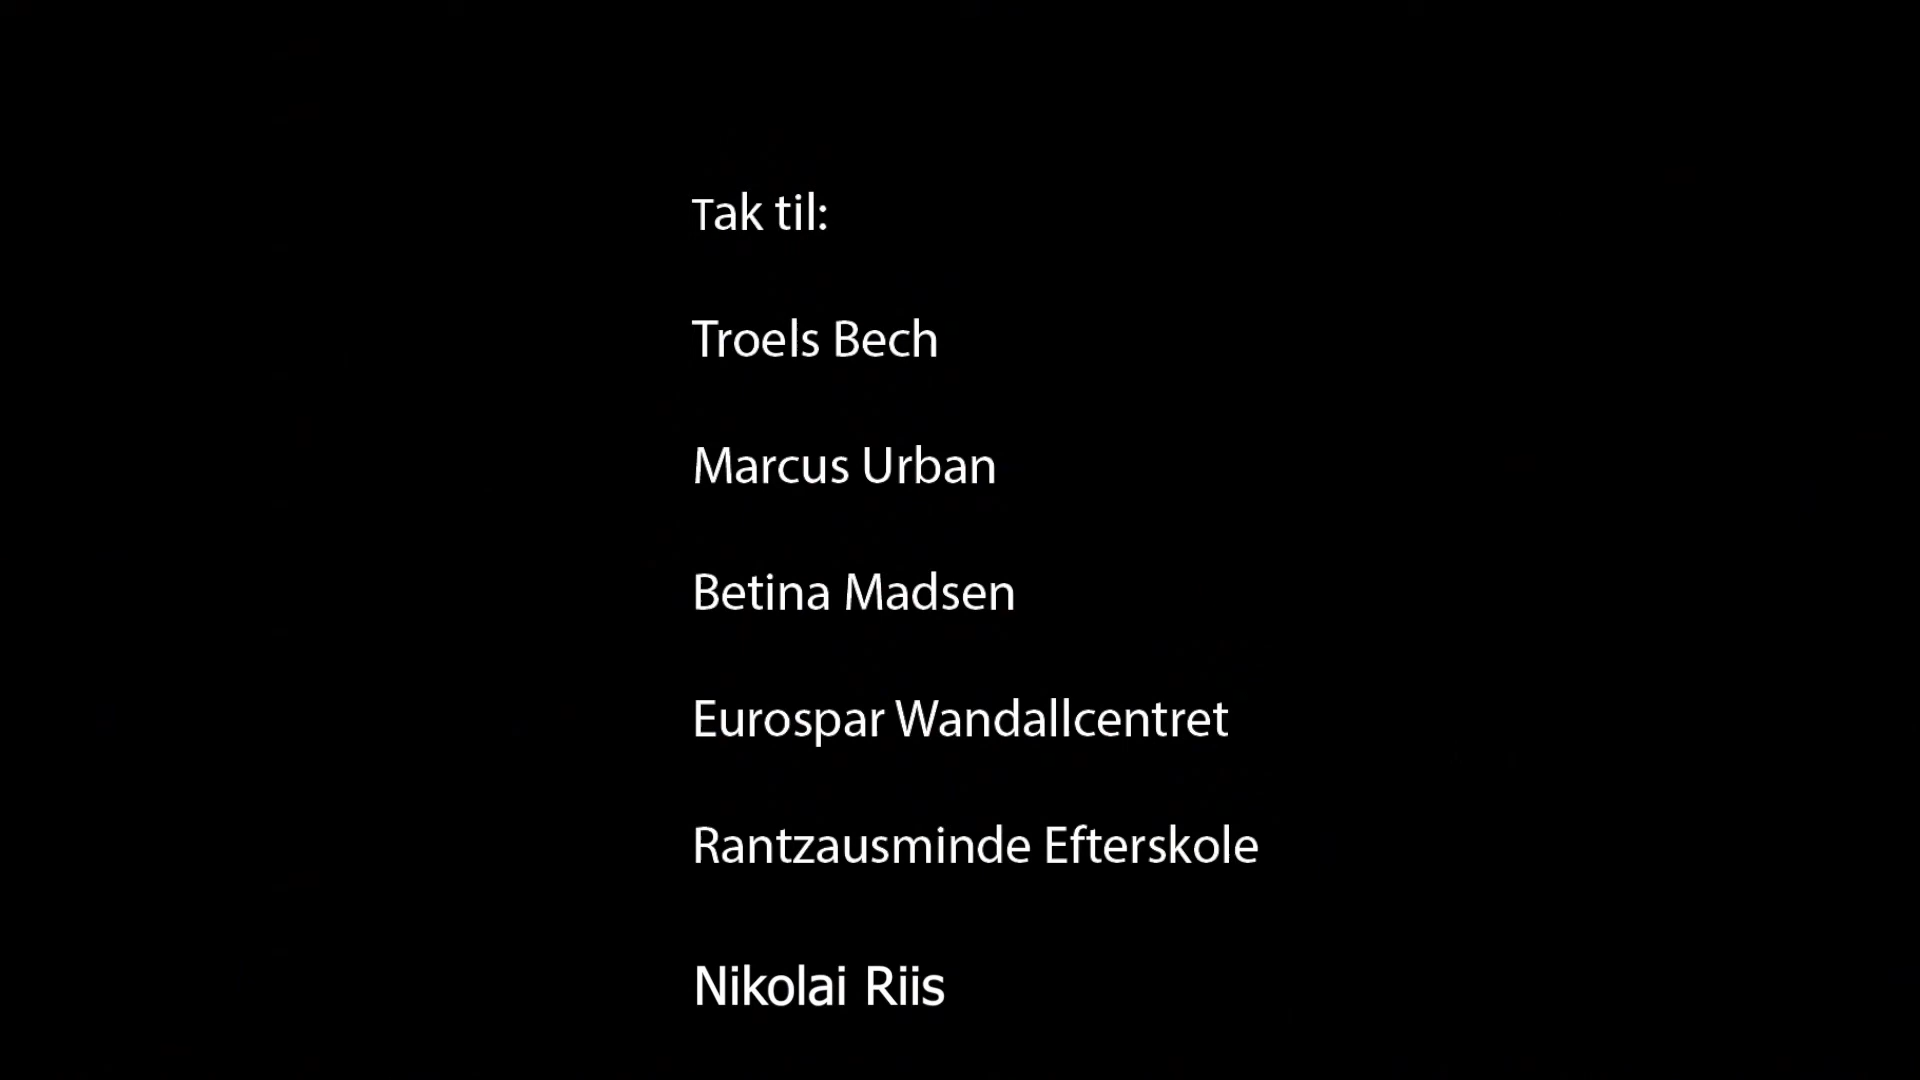 Tak til:
Troels Bech
Marcus Urban
Betina Madsen
Eurospar Wandallcentret
Rantzausminde Efterskole
Nikolai Riis